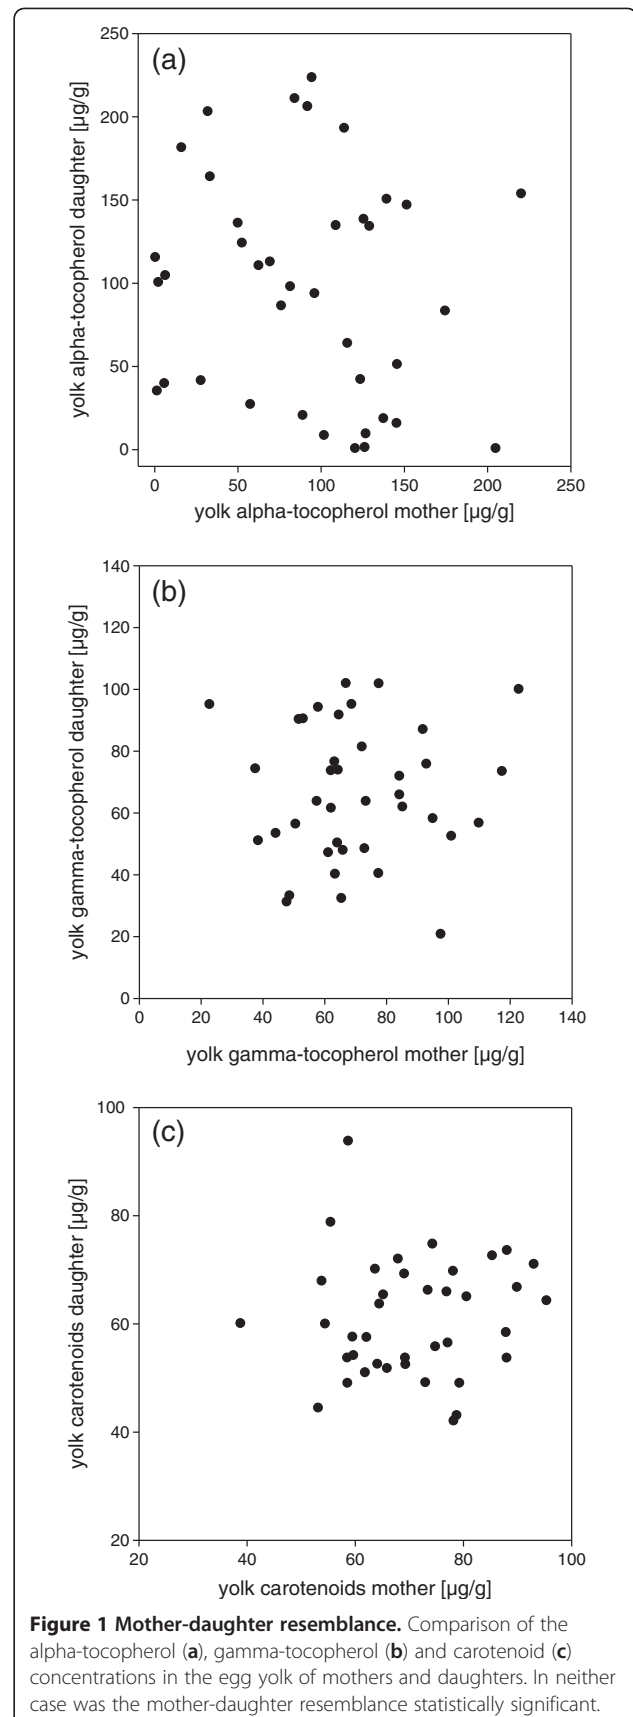 250
(a)
200
150
100
50
0
yolk alpha-tocopherol daughter [µg/g]
0 50 100 150 200 250
yolk alpha-tocopherol mother [µg/g]
140
(b)
120
100
80
60
40
20
0
yolk gamma-tocopherol daughter [µg/g]
0 20 40 60 80 100 120 140
yolk gamma-tocopherol mother [µg/g]
100
(c)
80
60
40
20
yolk carotenoids daughter [µg/g]
20 40 60 80 100
yolk carotenoids mother [µg/g]
Figure 1 Mother-daughter resemblance. Comparison of the
alpha-tocopherol (a), gamma-tocopherol (b) and carotenoid (c)
concentrations in the egg yolk of mothers and daughters. In neither
case was the mother-daughter resemblance statistically significant.